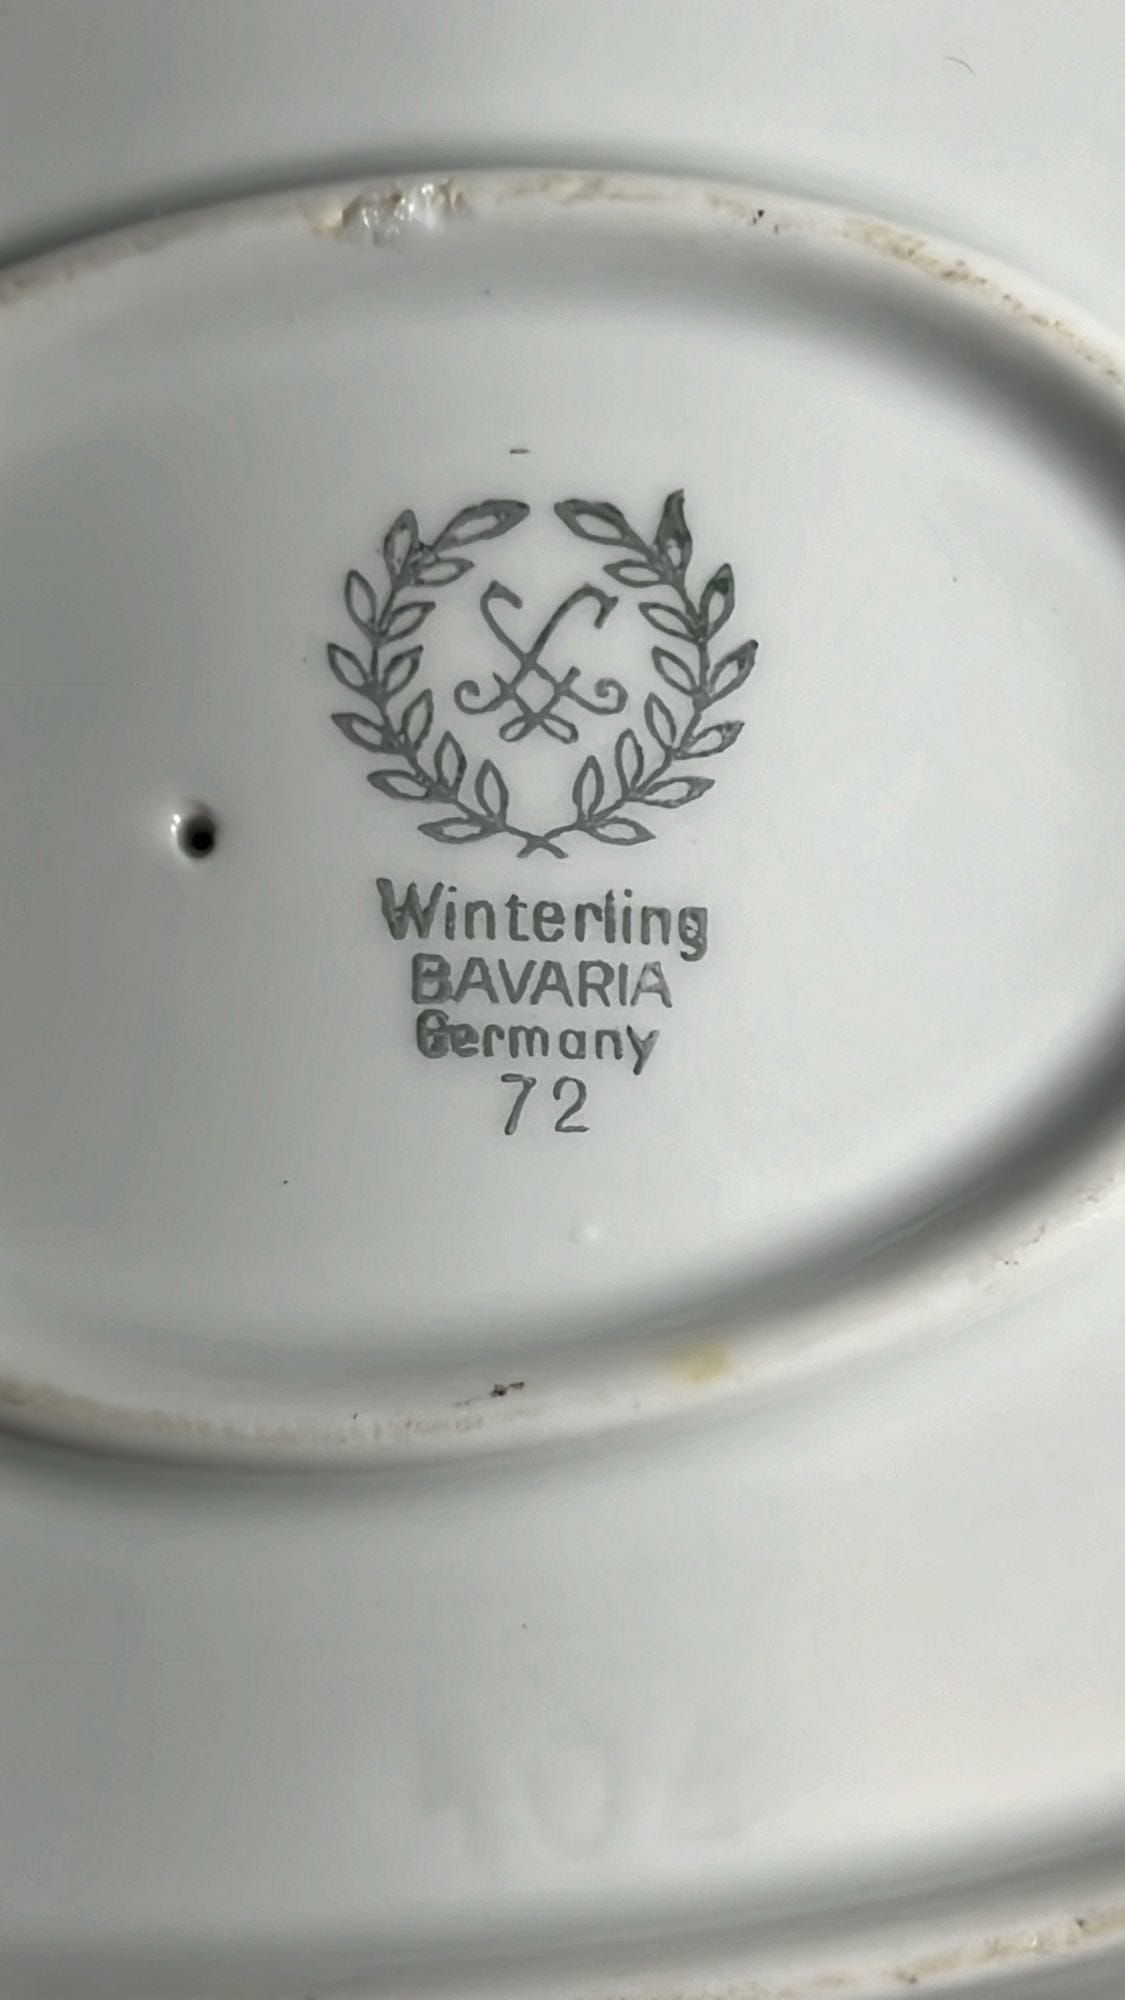 Winterling
BAVARIA
Germany
72